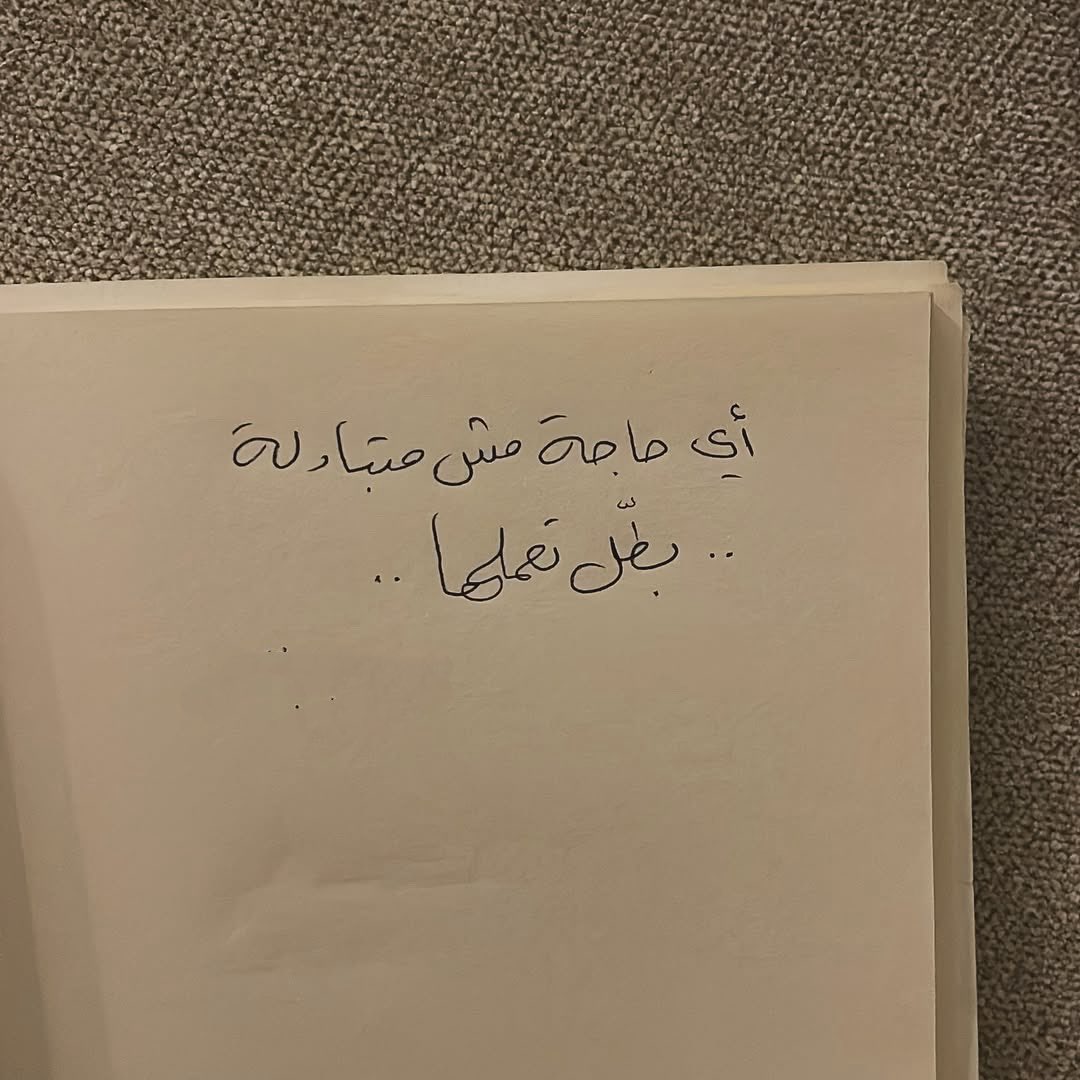 أي حاجة مش متبادلة
.. بطّل تعملها ..